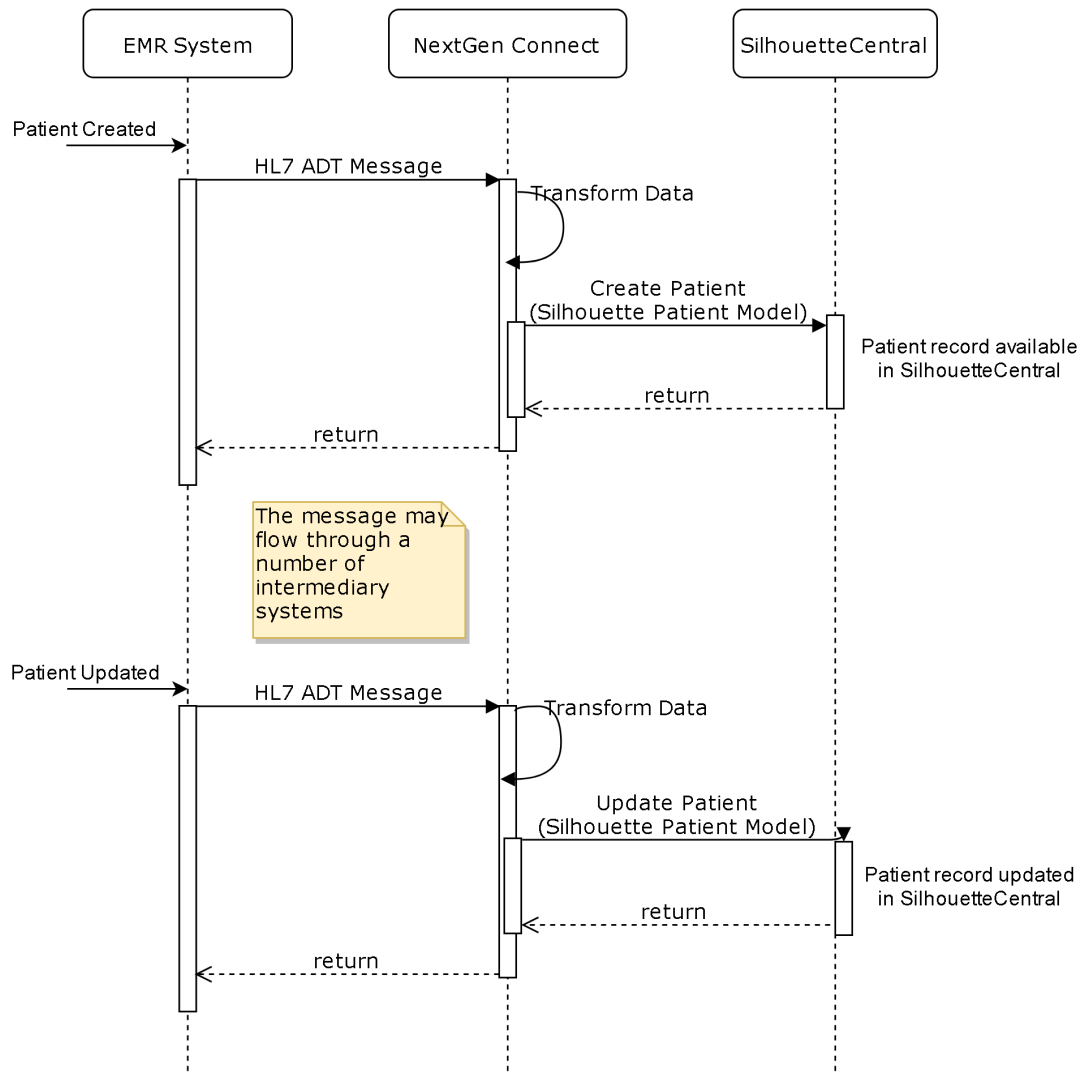 EMR System
NextGen Connect
SilhouetteCentral
Patient Created
HL7 ADT Message
Transform Data
Create Patient
(Silhouette Patient Model)
Patient record available
in SilhouetteCentral
return
return
The message may
flow through a
number of
intermediary
systems
Patient Updated
HL7 ADT Message
Transform Data
Update Patient
(Silhouette Patient Model)
Patient record updated
in SilhouetteCentral
return
return